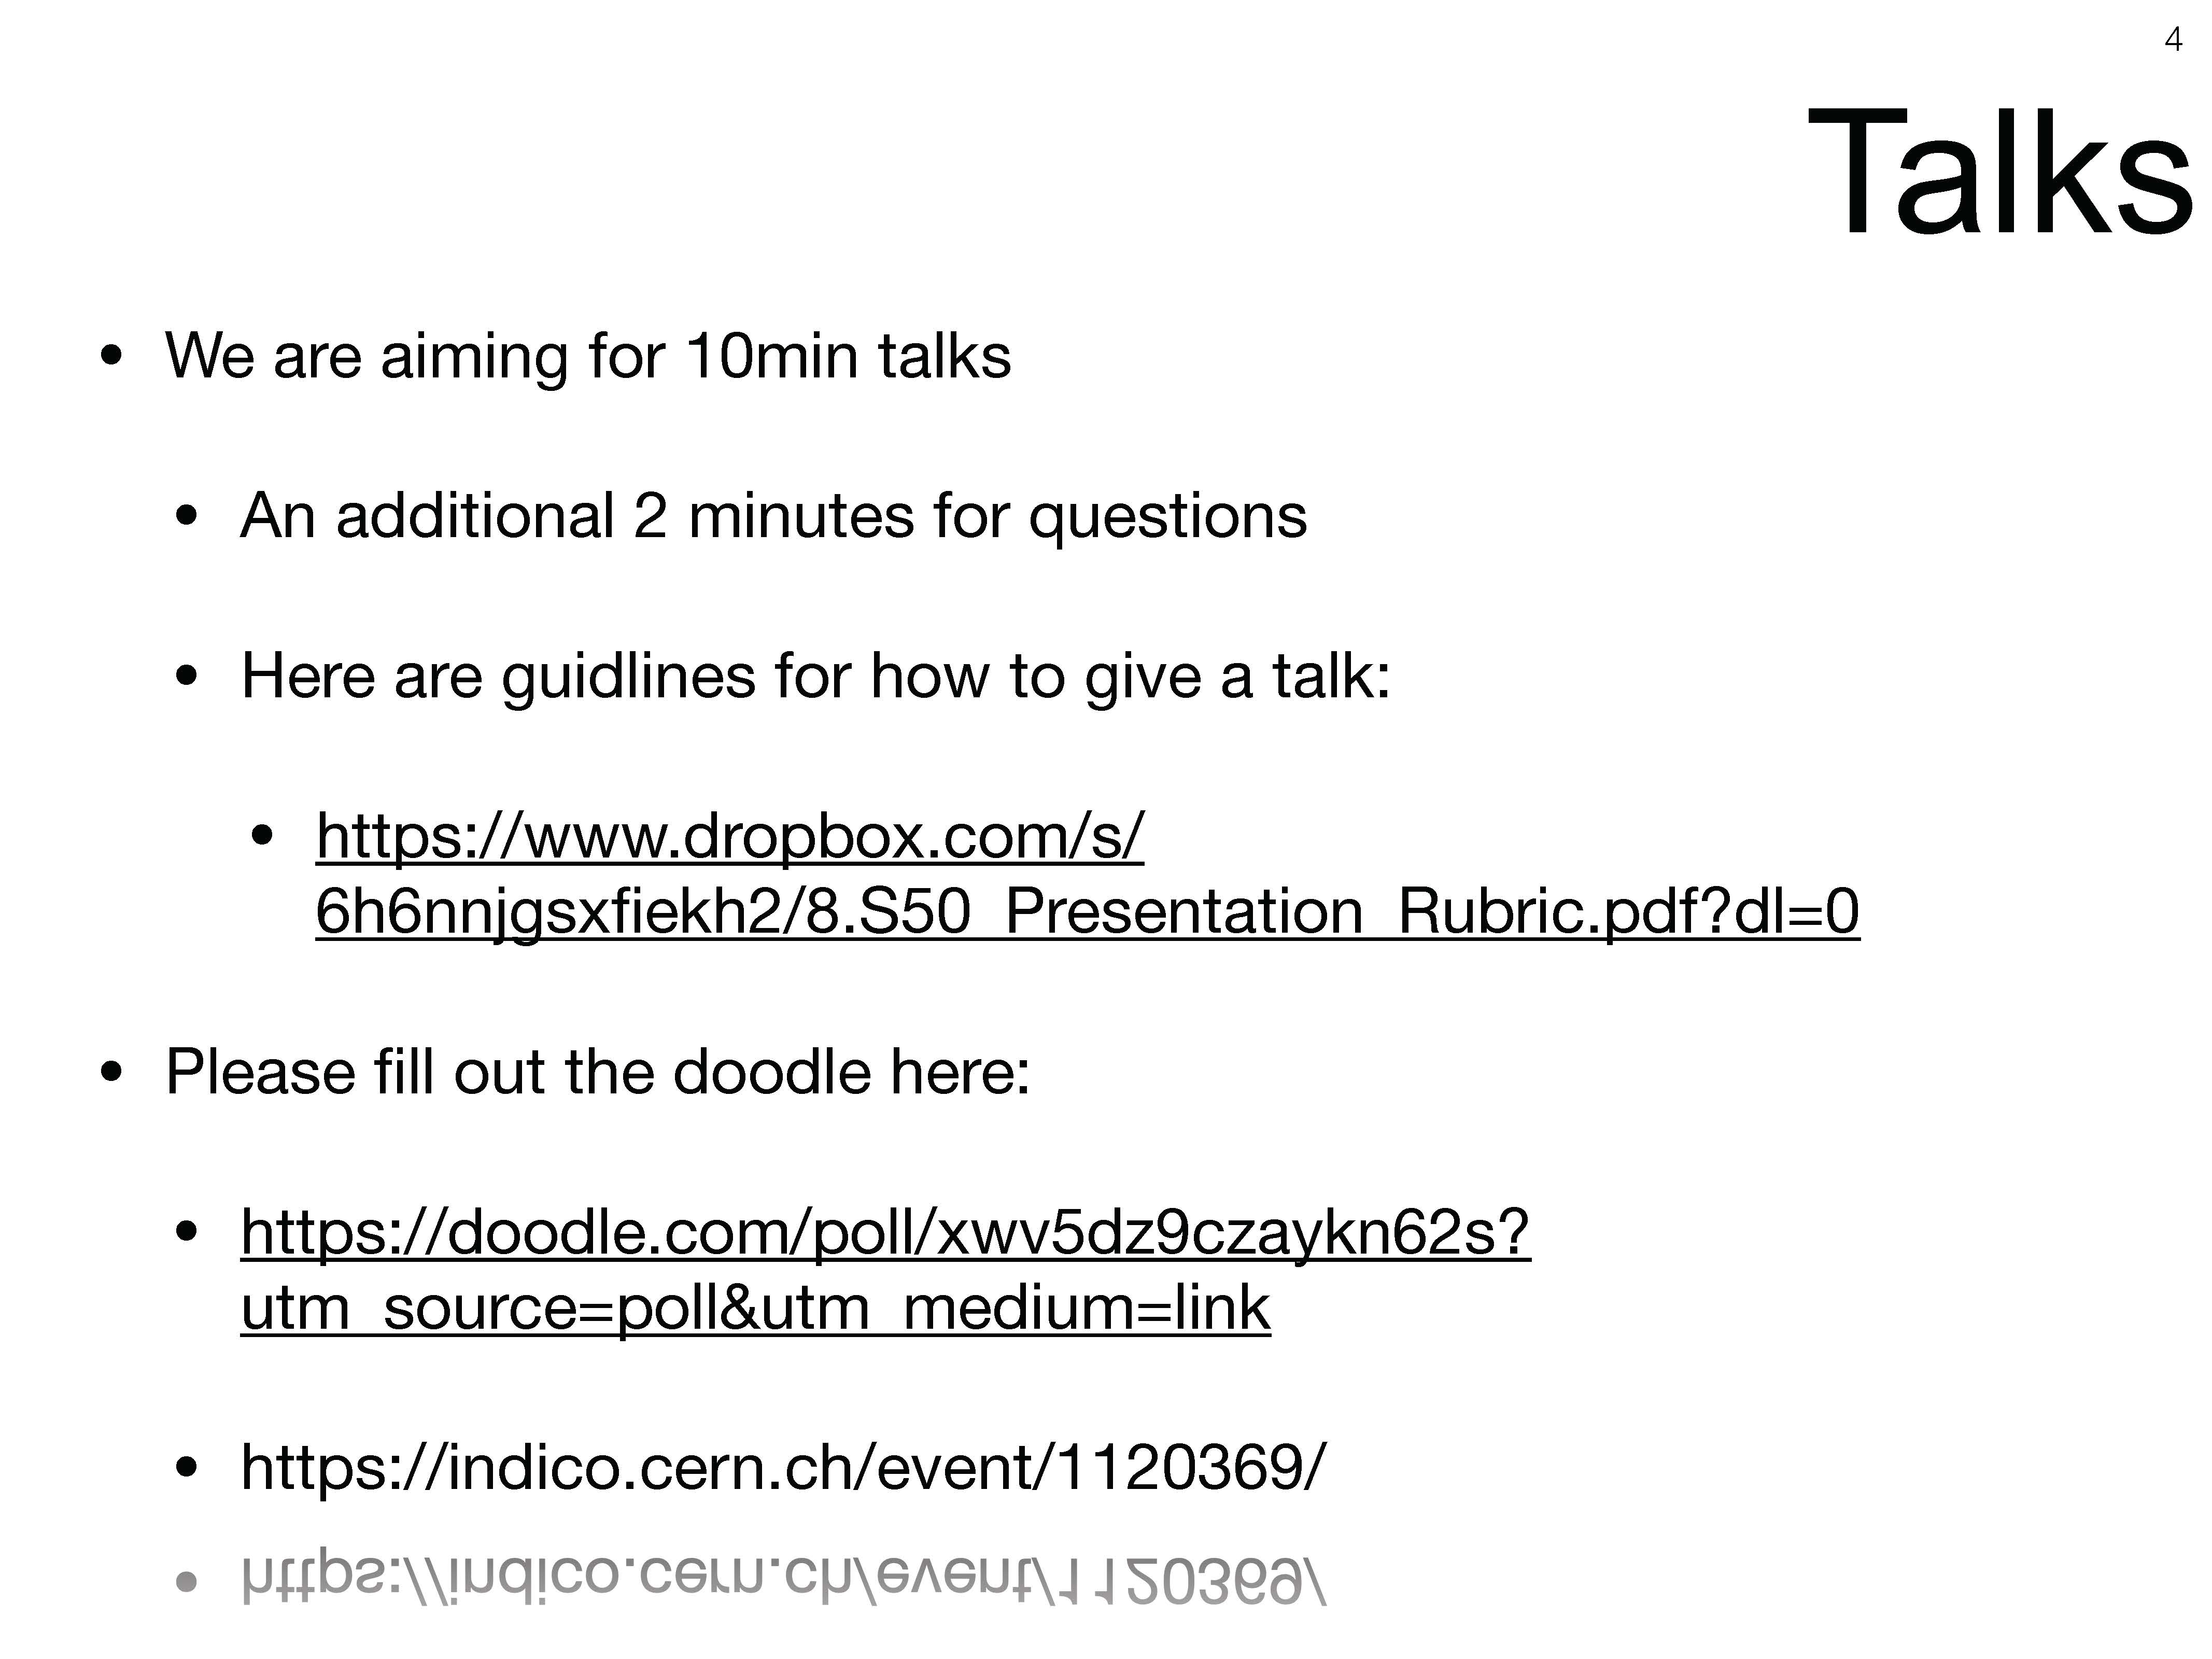 4
Talks
• We are aiming for 10min talks
• An additional 2 minutes for questions
• Here are guidlines for how to give a talk:
• https://www.dropbox.com/s/
6h6nnjgsxfiekh2/8.S50_Presentation_Rubric.pdf?dl=0
• Please fill out the doodle here:
• https://doodle.com/poll/xwv5dz9czaykn62s?
utm_source=poll&utm_medium=link
• https://indico.cern.ch/event/1120369/